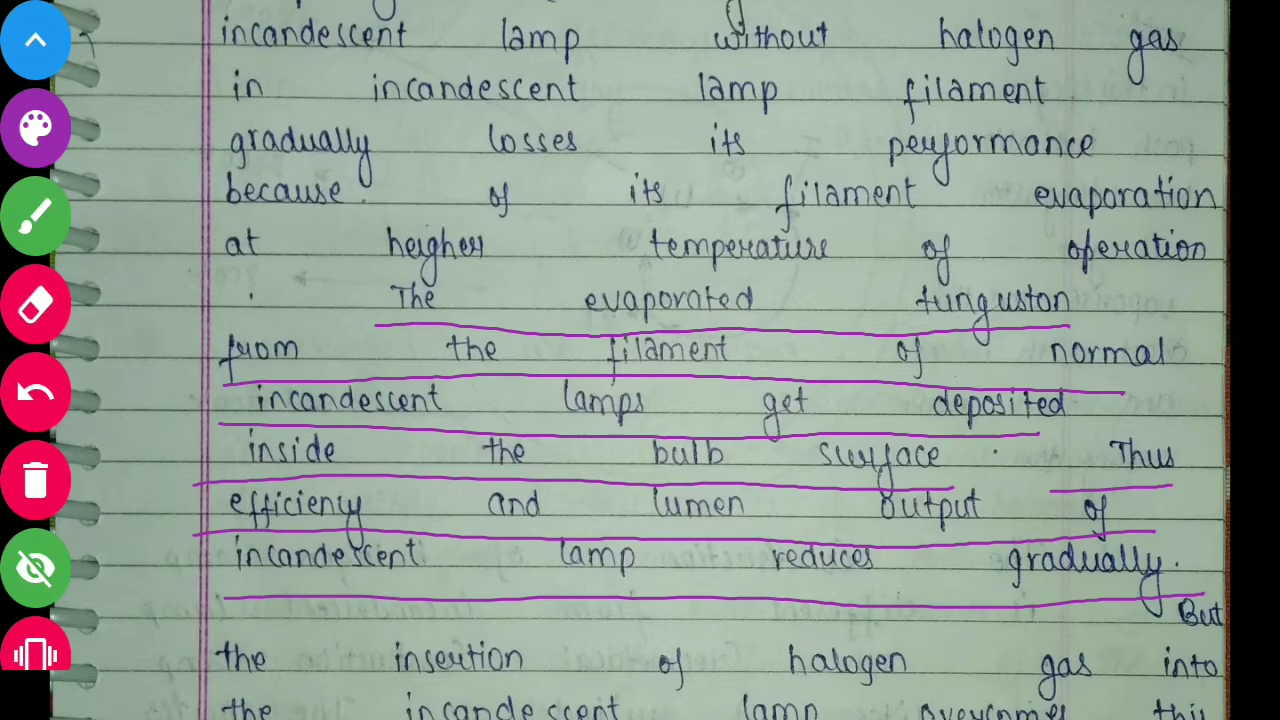 incandescent lamp without halogen gas
in incandescent lamp filament
gradually losses its performance
because of its filament evaporation
at heigher temperature of operation
. The evaporated tunguston
from the filament of normal
incandescent lamps get deposited
inside the bulb surface. Thus
efficiency and lumen output of
incandescent lamp reduces gradually.
But
the insertion of halogen gas into
the incandescent lamp overcomes this